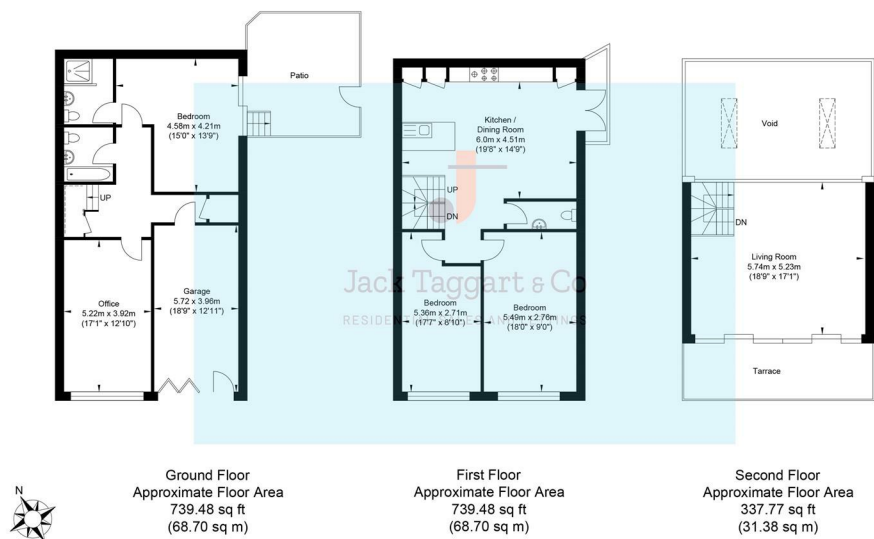 Patio
Bedroom
4.58m x 4.21m
(15'0" x 13'9")
UP
Office
5.22m x 3.92m
(17'1" x 12'10")
Garage
5.72 x 3.96m
(18'9" x 12'11")
Kitchen /
Dining Room
6.0m x 4.51m
(19'8" x 14'9")
UP
DN
Bedroom
5.36m x 2.71m
(17'7" x 8'10")
Bedroom
5.49m x 2.76m
(18'0" x 9'0")
Jack Taggart & Co
Void
DN
Living Room
5.74m x 5.23m
(18'9" x 17'1")
Tarrace
N
Ground Floor
Approximate Floor Area
739.48 sq ft
(68.70 sq m)
First Floor
Approximate Floor Area
739.48 sq ft
(68.70 sq m)
Second Floor
Approximate Floor Area
337.77 sq ft
(31.38 sq m)